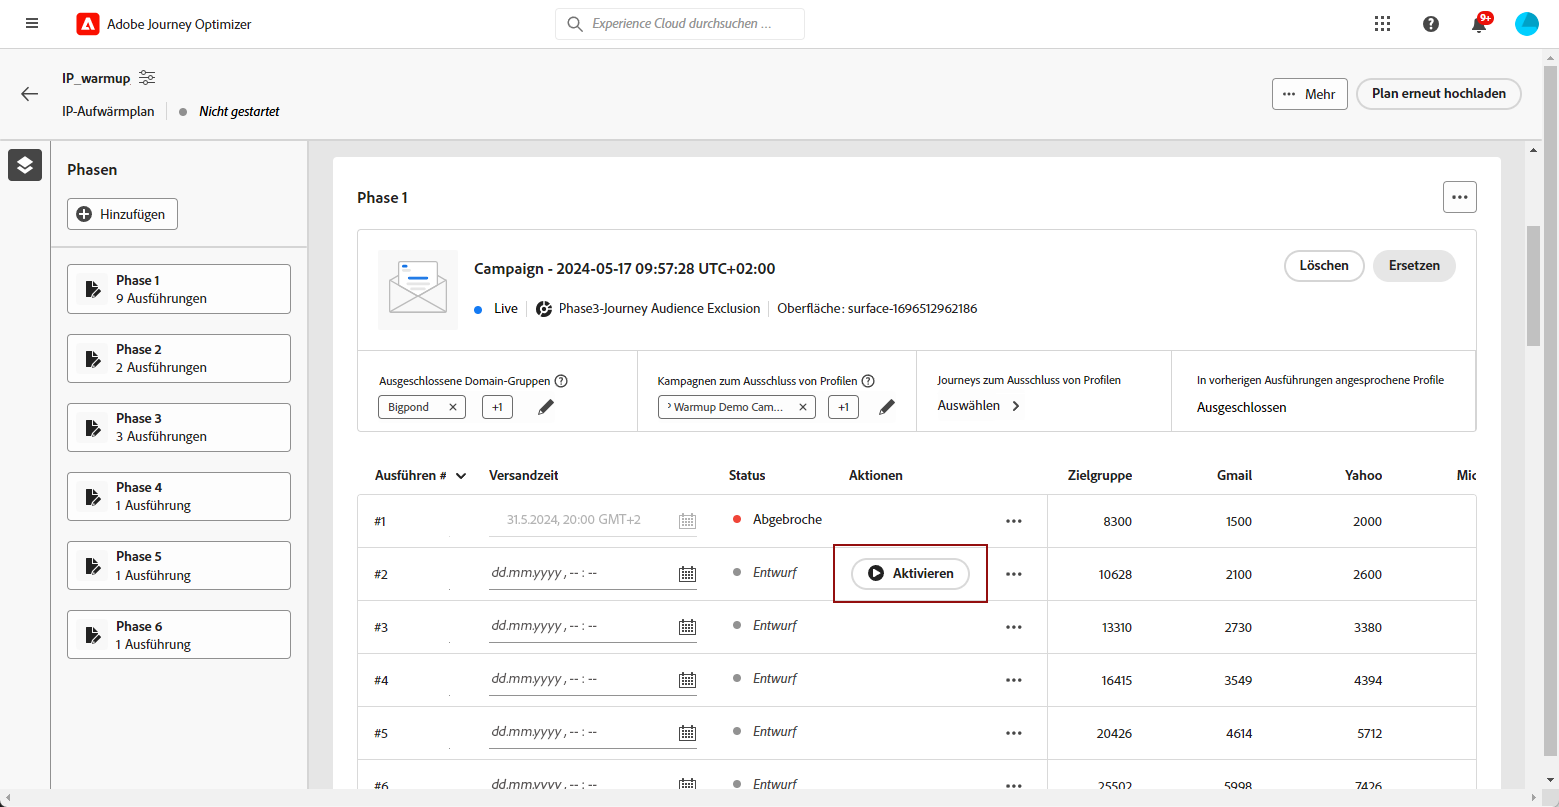 Adobe Journey Optimizer
Experience Cloud durchsuchen ...
9+
IP_warmup
IP-Aufwärmplan
Nicht gestartet
Mehr
Plan erneut hochladen
Phasen
Hinzufügen
Phase 1
9 Ausführungen
Phase 2
2 Ausführungen
Phase 3
3 Ausführungen
Phase 4
1 Ausführung
Phase 5
1 Ausführung
Phase 6
1 Ausführung
Phase 1
Campaign - 2024-05-17 09:57:28 UTC+02:00
Löschen
Ersetzen
Live
Phase3-Journey Audience Exclusion
Oberfläche: surface-1696512962186
Ausgeschlossene Domain-Gruppen
Bigpond
+1
Kampagnen zum Ausschluss von Profilen
Warmup Demo Cam...
+1
Journeys zum Ausschluss von Profilen
Auswählen
In vorherigen Ausführungen angesprochene Profile
Ausgeschlossen
Ausführen # Versandzeit Status Aktionen Zielgruppe Gmail Yahoo Mic
#1 31.5.2024, 20:00 GMT+2 Abgebroche 8300 1500 2000
#2 dd.mm.yyyy, -- : -- Entwurf Aktivieren 10628 2100 2600
#3 dd.mm.yyyy, -- : -- Entwurf 13310 2730 3380
#4 dd.mm.yyyy, -- : -- Entwurf 16415 3549 4394
#5 dd.mm.yyyy, -- : -- Entwurf 20426 4614 5712
#6 dd.mm.yyyy, -- : -- Entwurf 25502 5998 7426